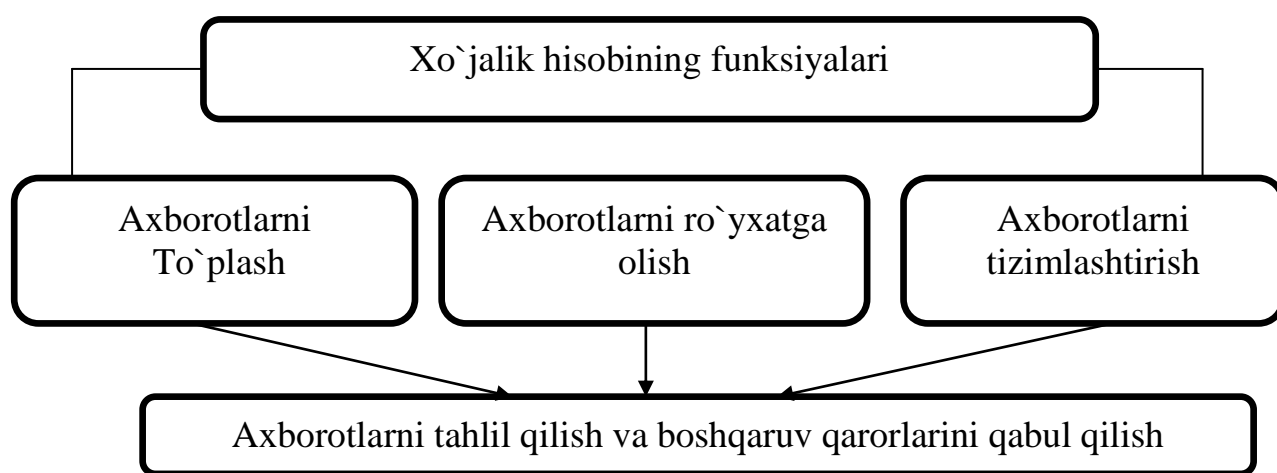 Xo`jalik hisobining funksiyalari
Axborotlarni
To`plash
Axborotlarni ro`yxatga
olish
Axborotlarni
tizimlashtirish
Axborotlarni tahlil qilish va boshqaruv qarorlarini qabul qilish